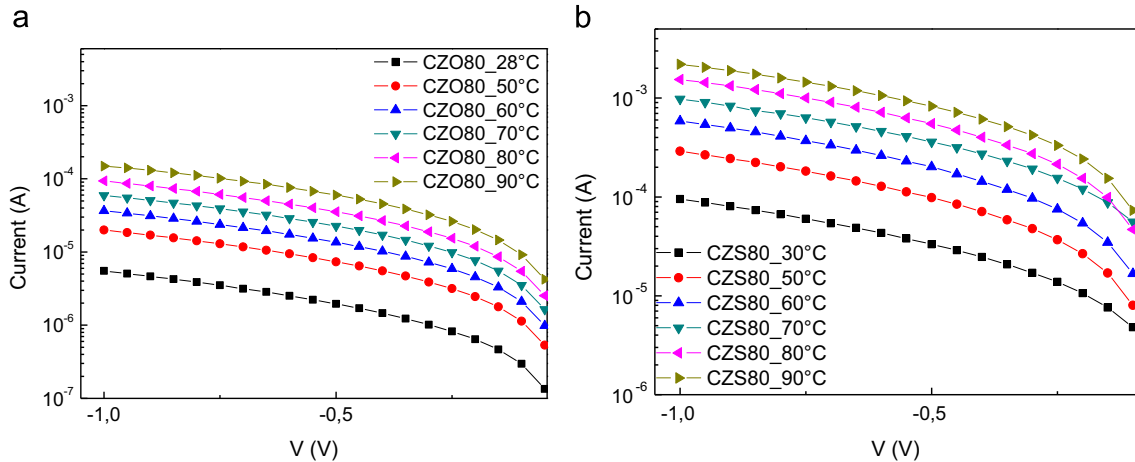 a
CZO80_28°C
CZO80_50°C
CZO80_60°C
CZO80_70°C
CZO80_80°C
CZO80_90°C
10⁻³
10⁻⁴
10⁻⁵
10⁻⁶
10⁻⁷
Current (A)
-1,0
-0,5
V (V)
b
10⁻³
10⁻⁴
10⁻⁵
10⁻⁶
Current (A)
CZS80_30°C
CZS80_50°C
CZS80_60°C
CZS80_70°C
CZS80_80°C
CZS80_90°C
-1,0
-0,5
V (V)